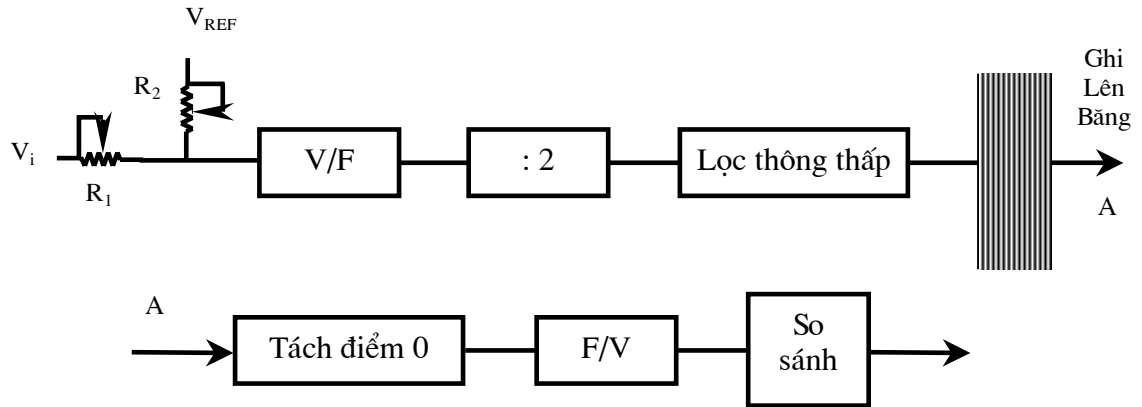 V_REF
R_2
V_i
R_1
V/F
: 2
Lọc thông thấp
Ghi
Lên
Băng
A
A
Tách điểm 0
F/V
So
sánh